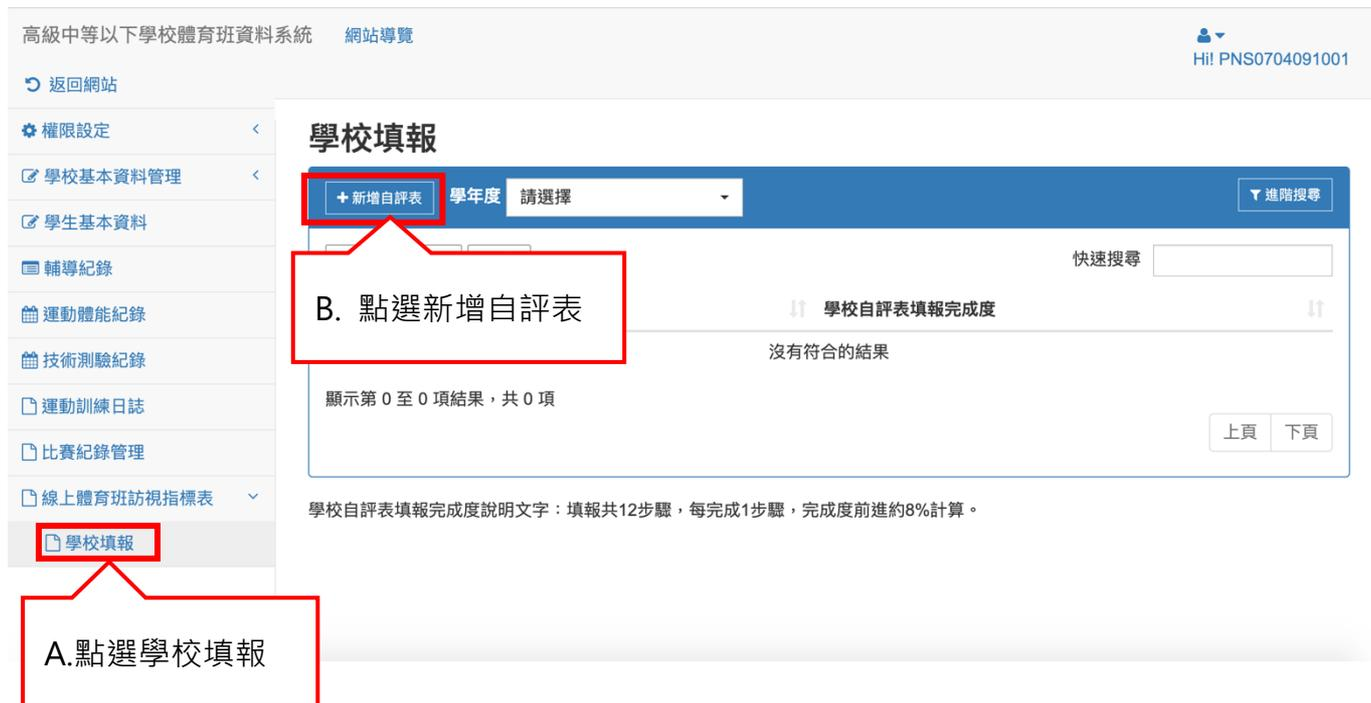 高級中等以下學校體育班資料系統 網站導覽
Hi! PNS0704091001
返回網站
權限設定
學校基本資料管理
學生基本資料
輔導紀錄
運動體能紀錄
技術測驗紀錄
運動訓練日誌
比賽紀錄管理
線上體育班訪視指標表
學校填報
A.點選學校填報
學校填報
新增自評表 學年度 請選擇 進階搜尋
快速搜尋
B. 點選新增自評表
學校自評表填報完成度
沒有符合的結果
顯示第 0 至 0 項結果,共 0 項
上頁 下頁
學校自評表填報完成度說明文字:填報共12步驟,每完成1步驟,完成度前進約8%計算。